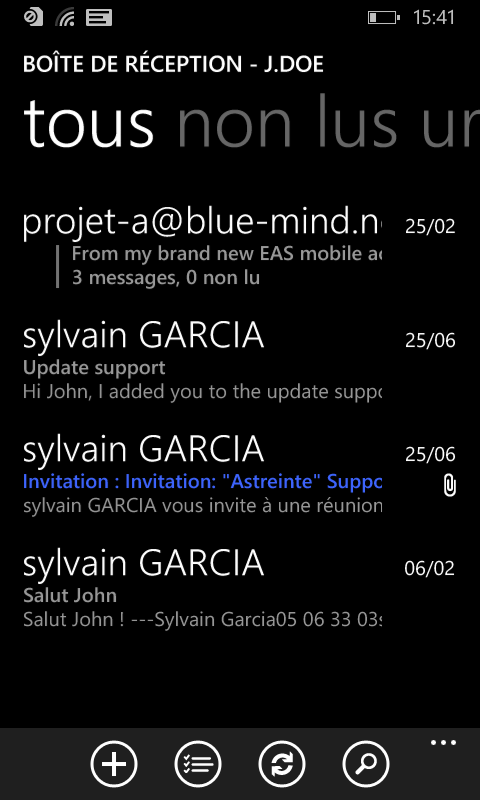 15:41
BOÎTE DE RÉCEPTION - J.DOE
tous non lus ur
projet-a@blue-mind.n 25/02
From my brand new EAS mobile a
3 messages, 0 non lu
sylvain GARCIA 25/06
Update support
Hi John, I added you to the update suppo
sylvain GARCIA 25/06
Invitation : Invitation: "Astreinte" Suppo
sylvain GARCIA vous invite à une réunion
sylvain GARCIA 06/02
Salut John
Salut John ! ---Sylvain Garcia05 06 33 03